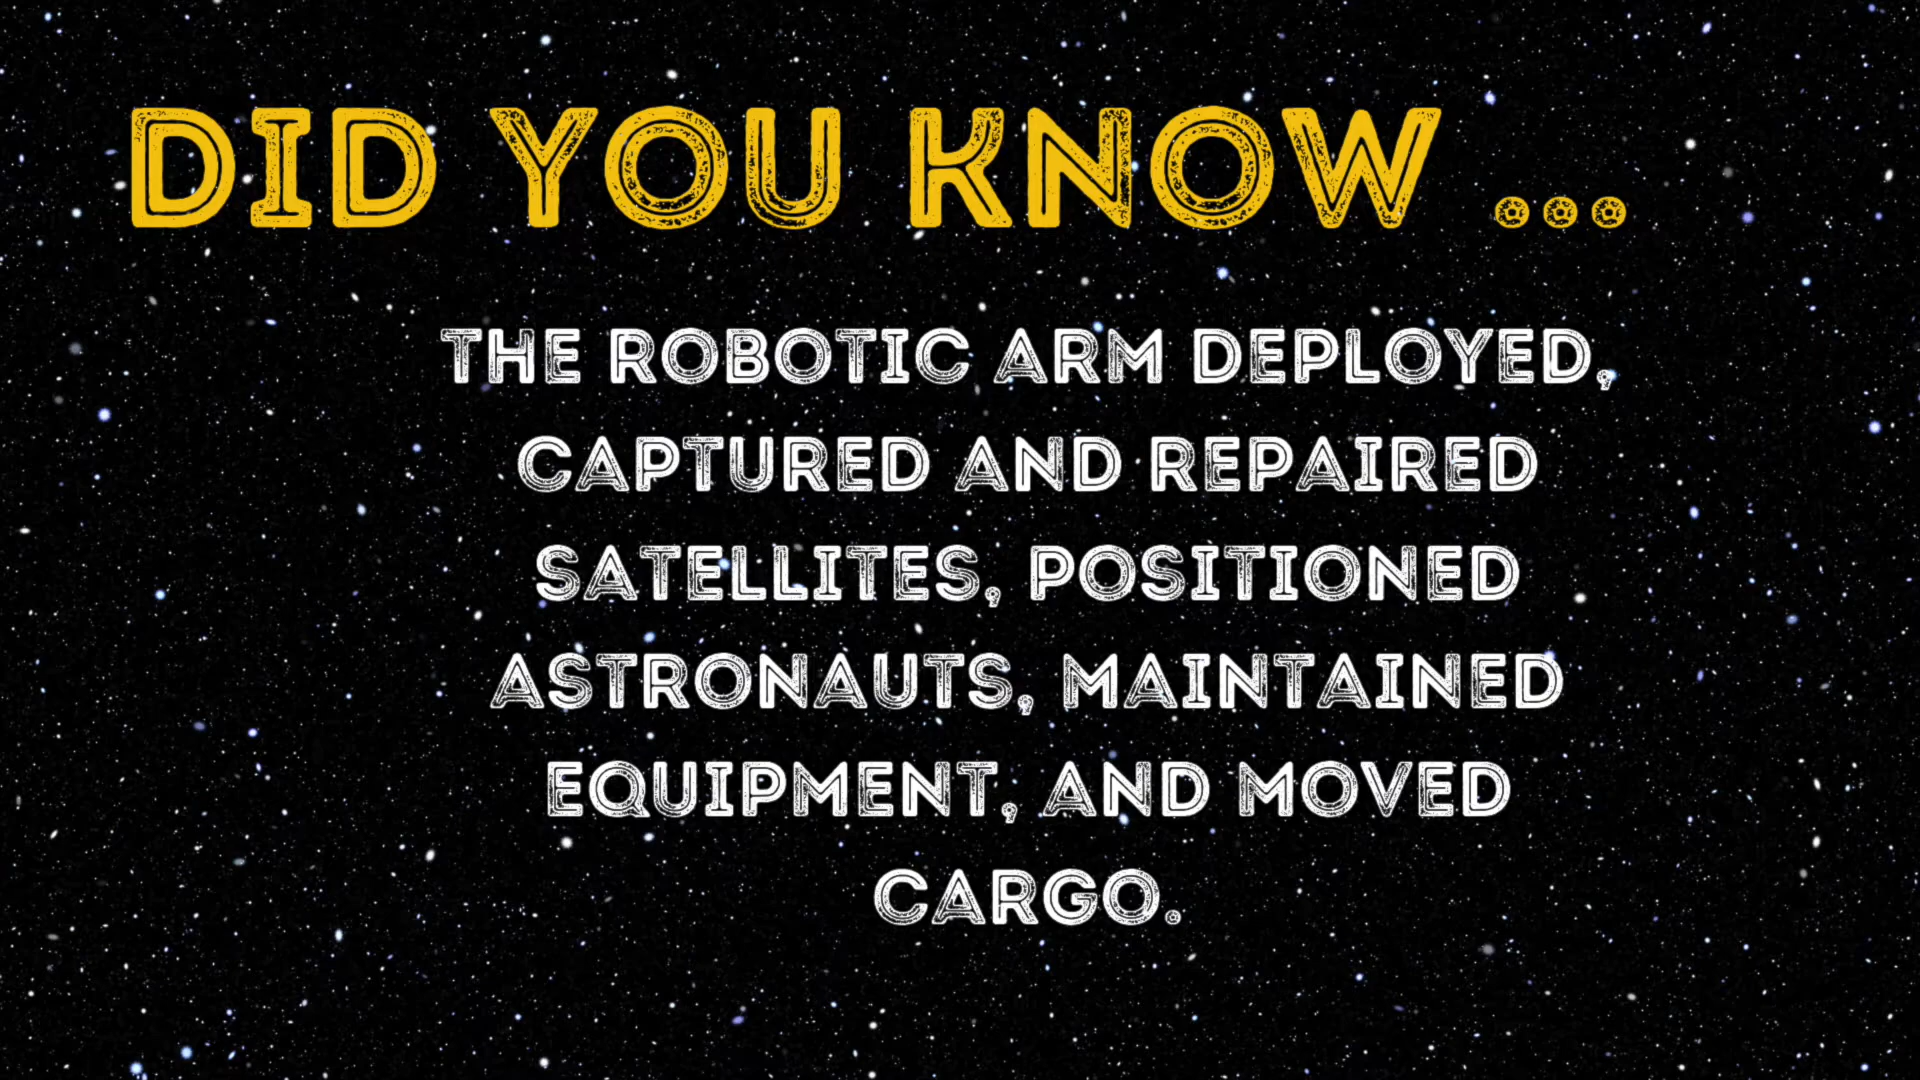 DID YOU KNOW ...
THE ROBOTIC ARM DEPLOYED,
CAPTURED AND REPAIRED
SATELLITES, POSITIONED
ASTRONAUTS, MAINTAINED
EQUIPMENT, AND MOVED
CARGO.